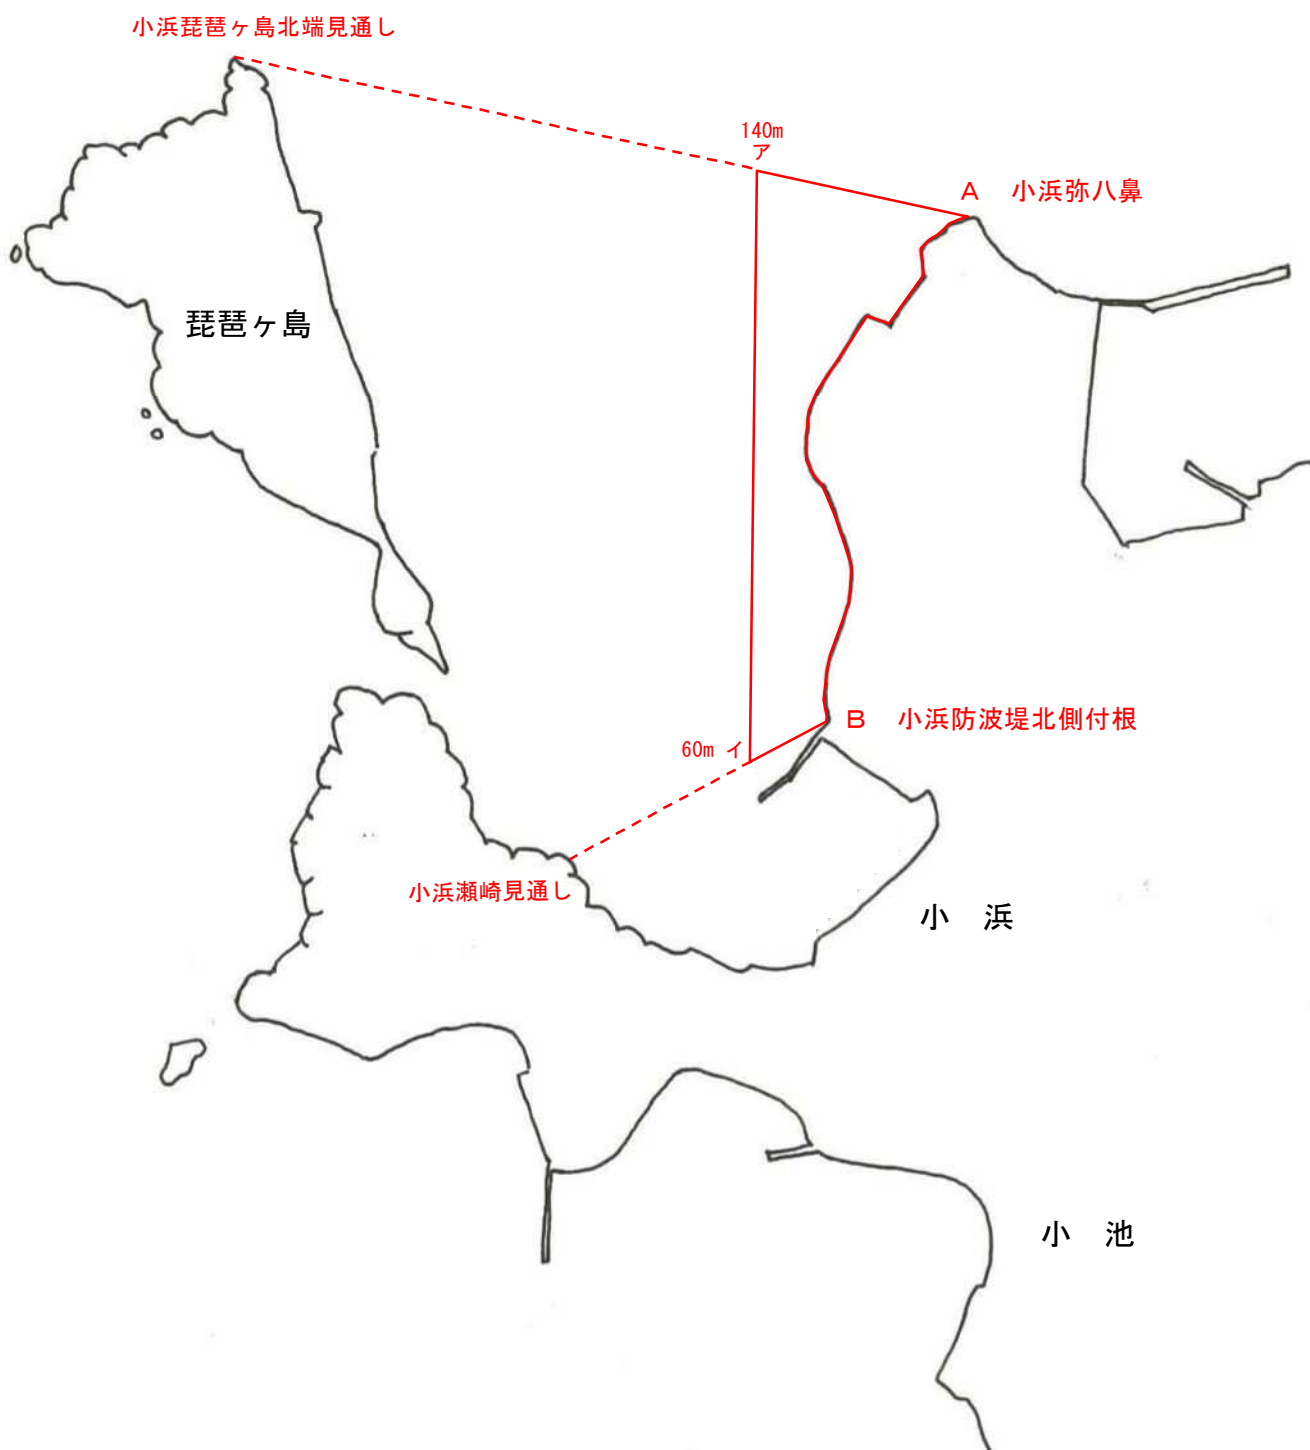 小浜琵琶ヶ島北端見通し
140m
ア
A 小浜弥八鼻
琵琶ヶ島
B 小浜防波堤北側付根
60m イ
小浜瀬崎見通し
小 浜
小 池